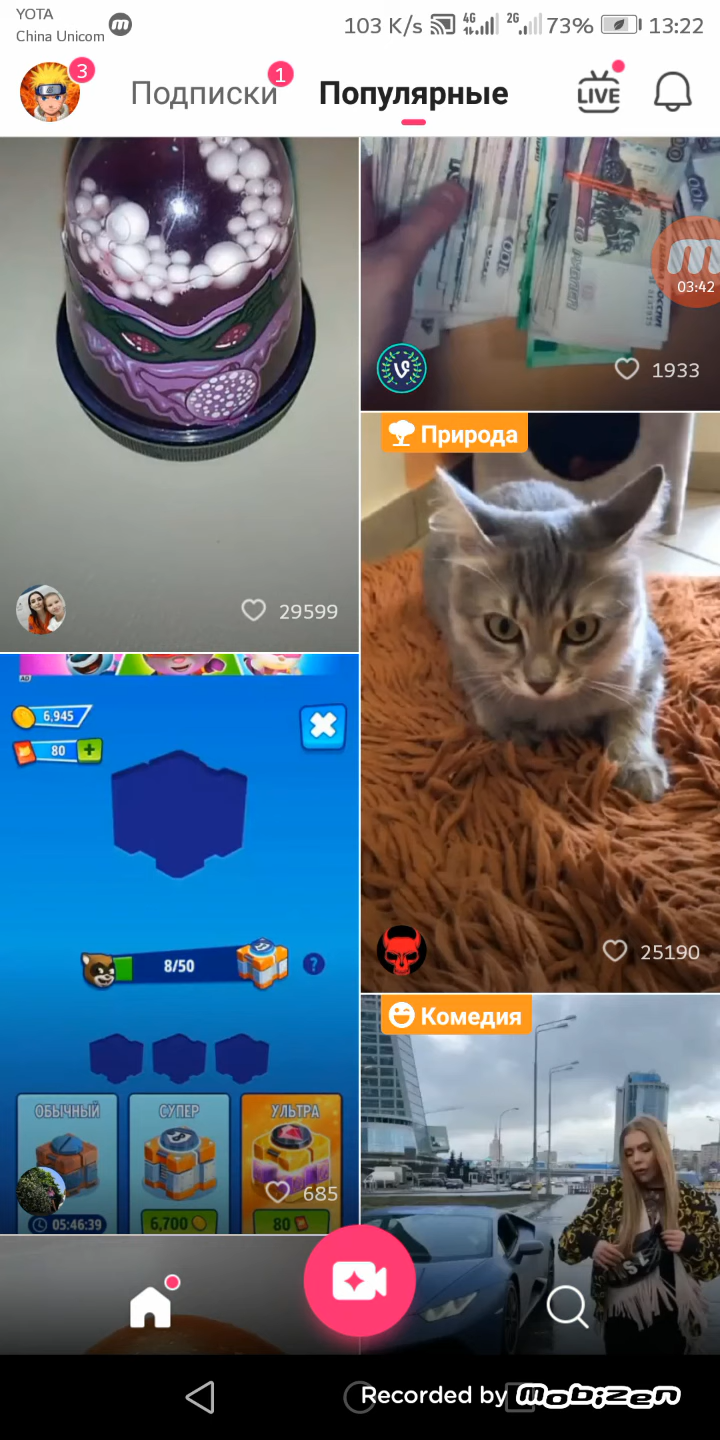 YOTA
China Unicom
103 K/s 4G 2G 73% 13:22
3
Подписки 1
Популярные
LIVE
03:42
1933
Природа
29599
AD
6,945
80
25190
8/50
?
Комедия
ОБЫЧНЫЙ СУПЕР УЛЬТРА
685
05:46:39 6,700 80
Recorded by Mobizen